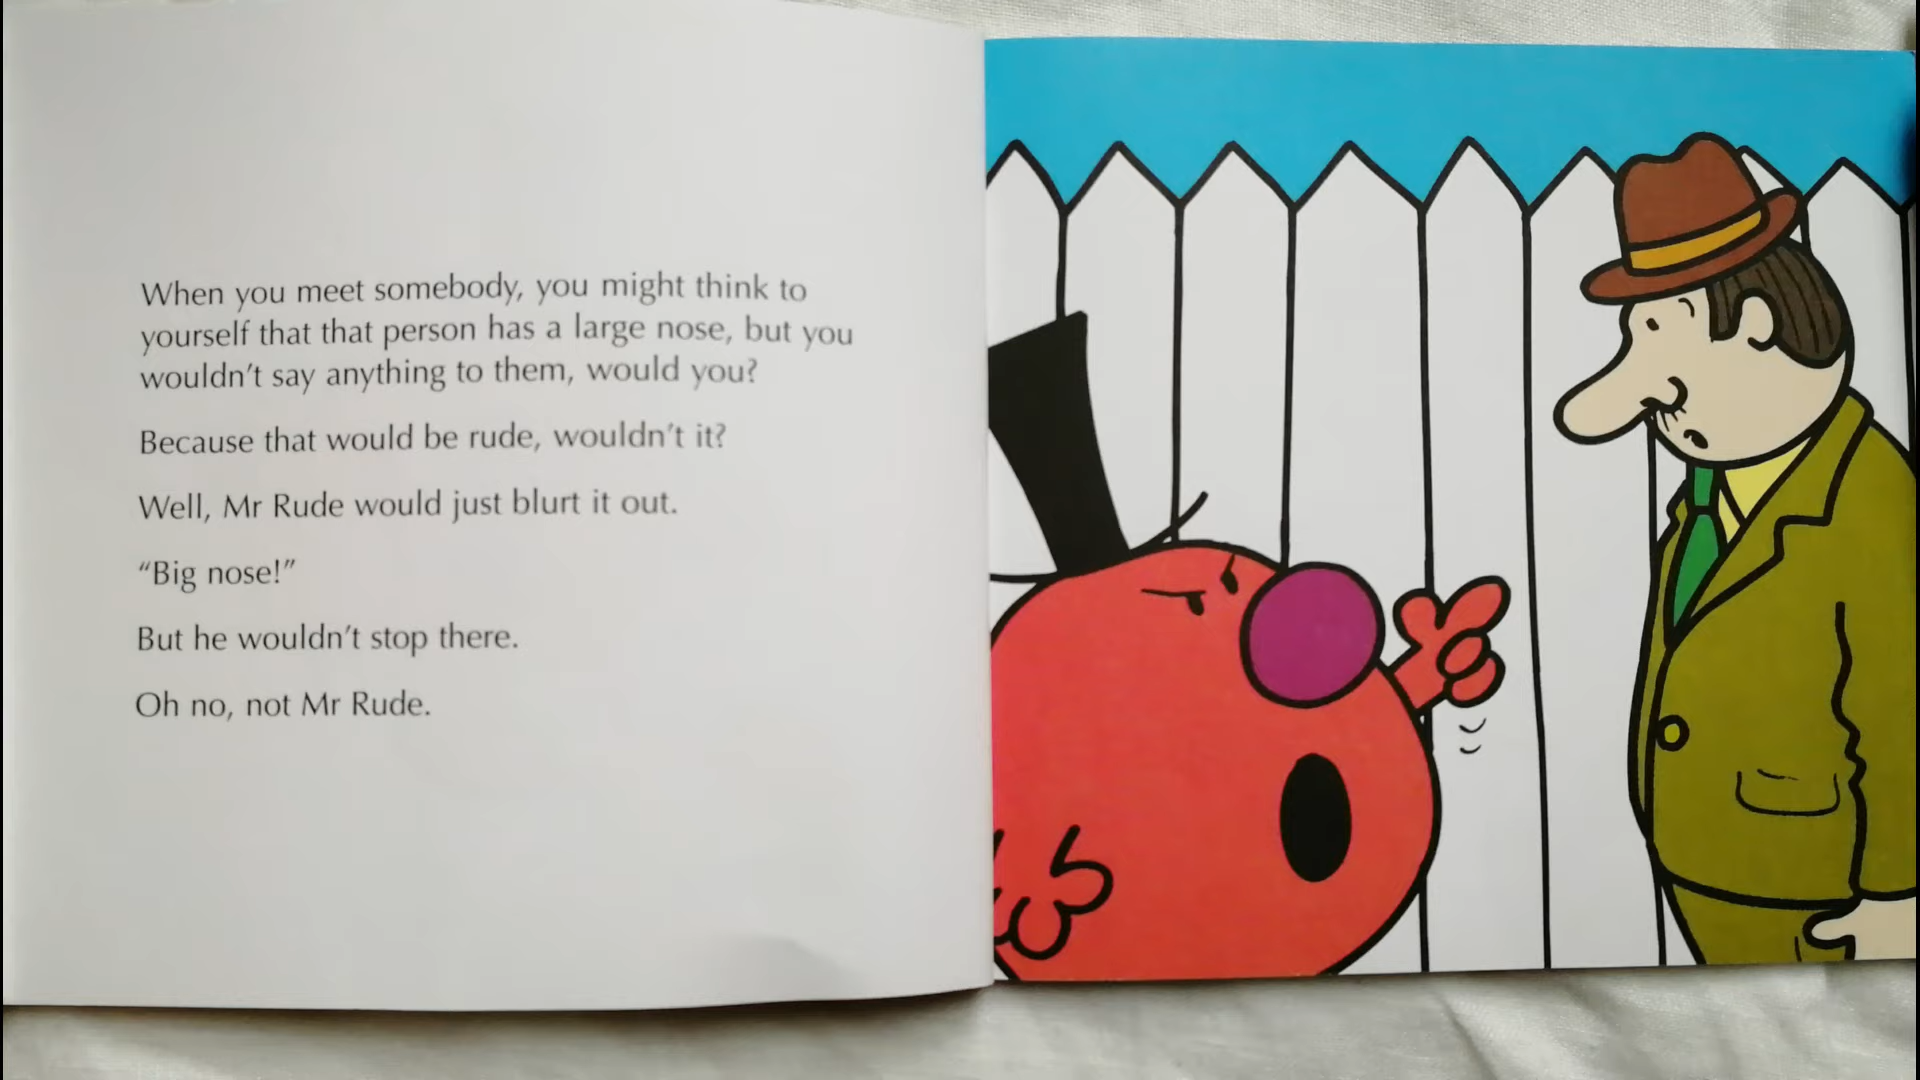 When you meet somebody, you might think to
yourself that that person has a large nose, but you
wouldn't say anything to them, would you?
Because that would be rude, wouldn't it?
Well, Mr Rude would just blurt it out.
“Big nose!”
But he wouldn't stop there.
Oh no, not Mr Rude.